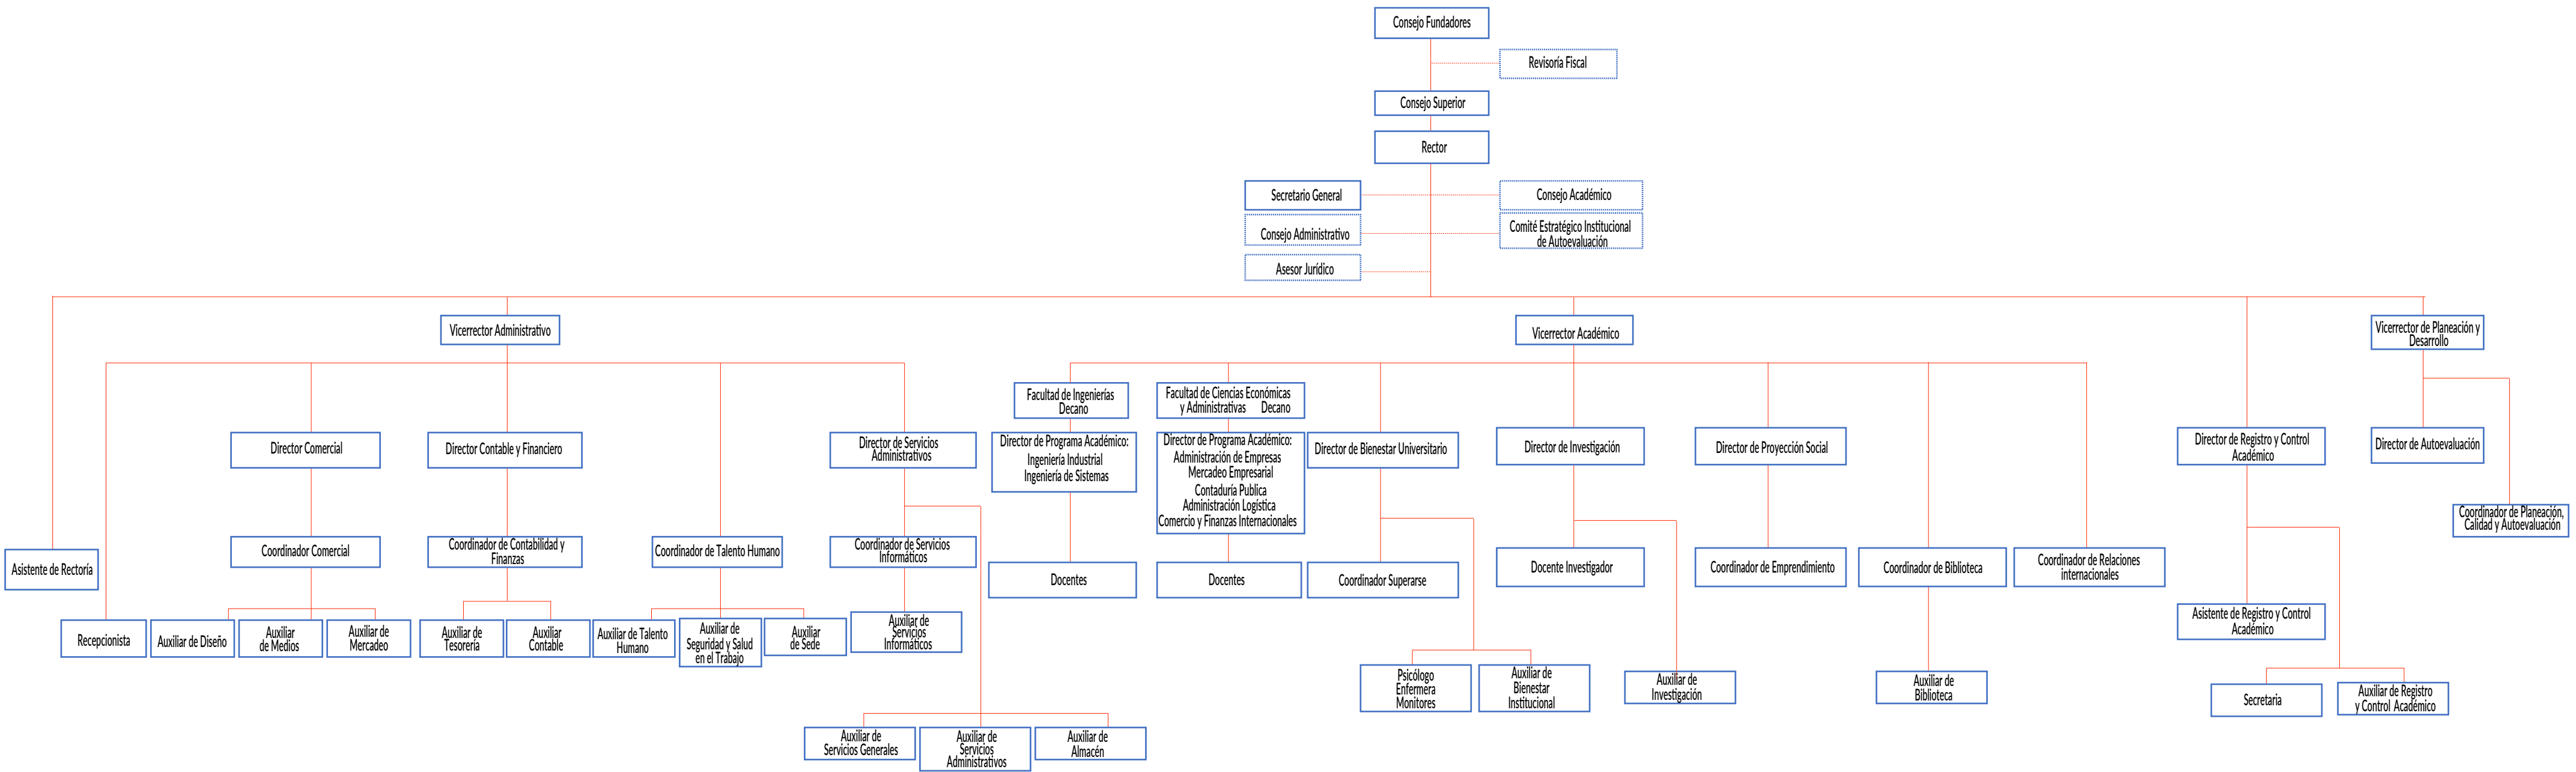 Consejo Fundadores
Revisoría Fiscal
Consejo Superior
Rector
Secretario General
Consejo Académico
Consejo Administrativo
Comité Estratégico Institucional
de Autoevaluación
Asesor Jurídico
Vicerrector Administrativo
Vicerrector Académico
Vicerrector de Planeación y
Desarrollo
Facultad de Ingenierías
Decano
Facultad de Ciencias Económicas
y Administrativas Decano
Director Comercial
Director Contable y Financiero
Director de Servicios
Administrativos
Director de Programa Académico:
Ingeniería Industrial
Ingeniería de Sistemas
Director de Programa Académico:
Administración de Empresas
Mercadeo Empresarial
Contaduría Publica
Administración Logística
Comercio y Finanzas Internacionales
Director de Bienestar Universitario
Director de Investigación
Director de Proyección Social
Director de Registro y Control
Académico
Director de Autoevaluación
Coordinador de Planeación,
Calidad y Autoevaluación
Asistente de Rectoría
Coordinador Comercial
Coordinador de Contabilidad y
Finanzas
Coordinador de Talento Humano
Coordinador de Servicios
Informáticos
Docentes
Docentes
Coordinador Superarse
Docente Investigador
Coordinador de Emprendimiento
Coordinador de Biblioteca
Coordinador de Relaciones
internacionales
Asistente de Registro y Control
Académico
Recepcionista
Auxiliar de Diseño
Auxiliar
de Medios
Auxiliar de
Mercadeo
Auxiliar de
Tesorería
Auxiliar
Contable
Auxiliar de Talento
Humano
Auxiliar de
Seguridad y Salud
en el Trabajo
Auxiliar
de Sede
Auxiliar de
Servicios
Informáticos
Psicólogo
Enfermera
Monitores
Auxiliar de
Bienestar
Institucional
Auxiliar de
Investigación
Auxiliar de
Biblioteca
Secretaria
Auxiliar de Registro
y Control Académico
Auxiliar de
Servicios Generales
Auxiliar de
Servicios
Administrativos
Auxiliar de
Almacén